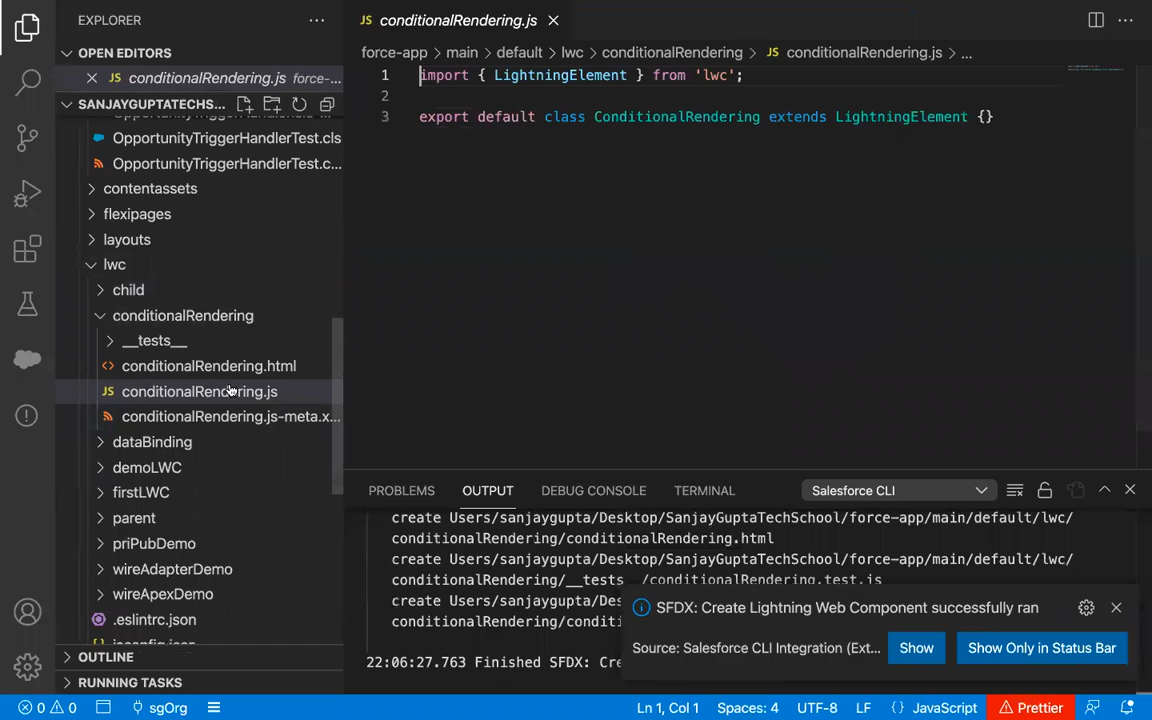 EXPLORER
OPEN EDITORS
conditionalRendering.js force-...
SANJAYGUPTATECHS...
OpportunityTriggerHandlerTest.cls
OpportunityTriggerHandlerTest.c...
contentassets
flexipages
layouts
lwc
child
conditionalRendering
__tests__
conditionalRendering.html
JS conditionalRendering.js
conditionalRendering.js-meta.x...
dataBinding
demoLWC
firstLWC
parent
priPubDemo
wireAdapterDemo
wireApexDemo
.eslintrc.json
OUTLINE
RUNNING TASKS
JS conditionalRendering.js
force-app > main > default > lwc > conditionalRendering > JS conditionalRendering.js > ...
1 import { LightningElement } from 'lwc';
2
3 export default class ConditionalRendering extends LightningElement {}
PROBLEMS OUTPUT DEBUG CONSOLE TERMINAL Salesforce CLI
create Users/sanjaygupta/Desktop/SanjayGuptaTechSchool/force-app/main/default/lwc/
conditionalRendering/conditionalRendering.html
create Users/sanjaygupta/Desktop/SanjayGuptaTechSchool/force-app/main/default/lwc/
conditionalRendering/__tests__/conditionalRendering.test.js
create Users/sanjaygupta/Des
conditionalRendering/conditi
22:06:27.763 Finished SFDX: Cre
SFDX: Create Lightning Web Component successfully ran
Source: Salesforce CLI Integration (Ext... Show Show Only in Status Bar
0 0 sgOrg Ln 1, Col 1 Spaces: 4 UTF-8 LF {} JavaScript Prettier